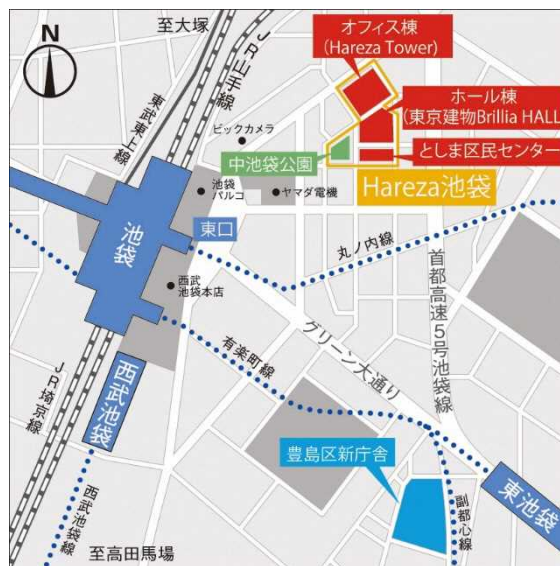 至大塚
オフィス棟
(Hareza Tower)
N
JR山手線
東武東上線
ホール棟
(東京建物Brillia HALL)
ビックカメラ
中池袋公園
としま区民センター
池袋
パルコ
ヤマダ電機
Hareza池袋
池袋
東口
丸ノ内線
首都高速5号池袋線
西武
池袋本店
グリーン大通り
有楽町線
JR埼京線
西武池袋
豊島区新庁舎
東池袋
西武池袋線
副都心線
至高田馬場